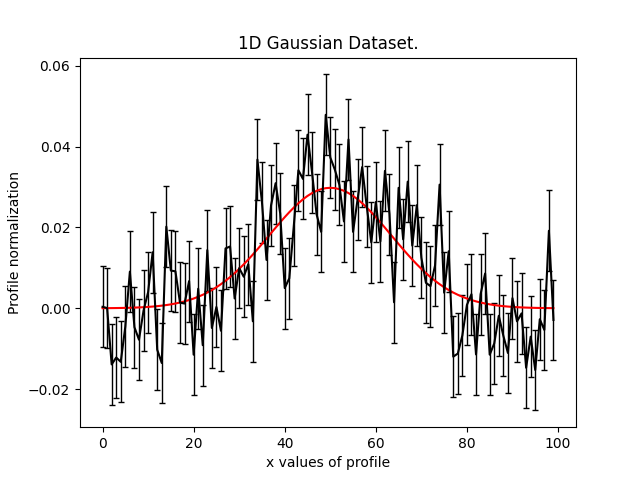 1D Gaussian Dataset.
0.06
0.04
0.02
0.00
−0.02
Profile normalization
0 20 40 60 80 100
x values of profile